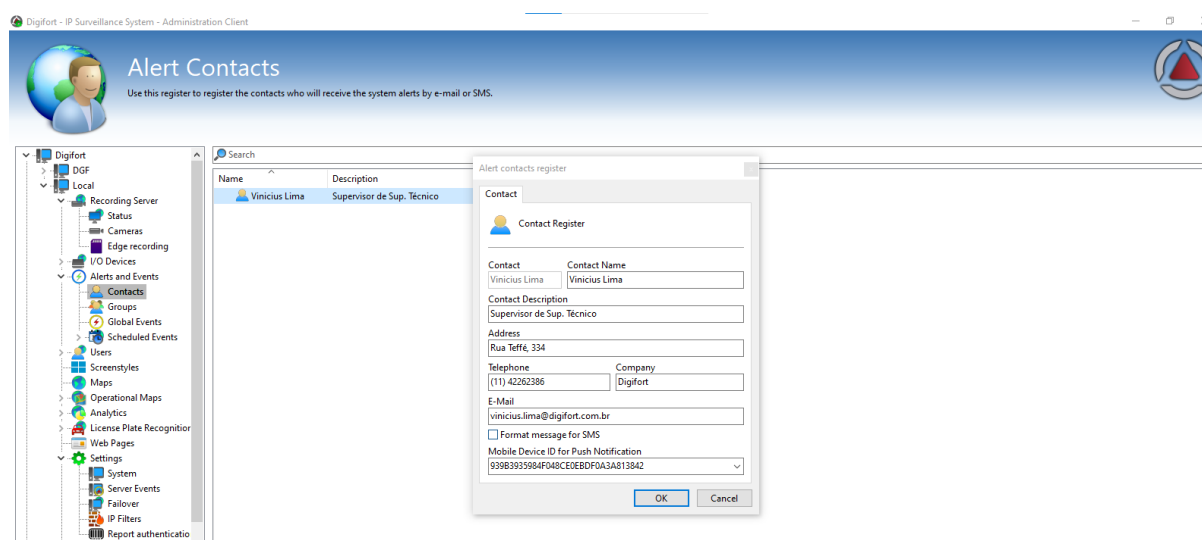 Digifort - IP Surveillance System - Administration Client
Alert Contacts
Use this register to register the contacts who will receive the system alerts by e-mail or SMS.
Digifort
DGF
Local
Recording Server
Status
Cameras
Edge recording
I/O Devices
Alerts and Events
Contacts
Groups
Global Events
Scheduled Events
Users
Screenstyles
Maps
Operational Maps
Analytics
License Plate Recognitior
Web Pages
Settings
System
Server Events
Failover
IP Filters
Report authenticatio
Search
Name Description
Vinicius Lima Supervisor de Sup. Técnico
Alert contacts register
Contact
Contact Register
Contact Contact Name
Vinicius Lima Vinicius Lima
Contact Description
Supervisor de Sup. Técnico
Address
Rua Teffé, 334
Telephone Company
(11) 42262386 Digifort
E-Mail
vinicius.lima@digifort.com.br
Format message for SMS
Mobile Device ID for Push Notification
939B3935984F048CE0EBDF0A3A813842
OK Cancel